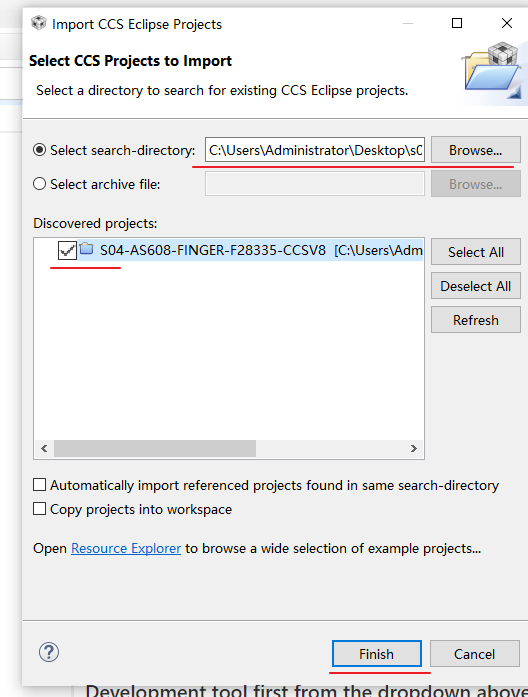 Import CCS Eclipse Projects
Select CCS Projects to Import
Select a directory to search for existing CCS Eclipse projects.
Select search-directory: C:\Users\Administrator\Desktop\s0 Browse...
Select archive file: Browse...
Discovered projects:
S04-AS608-FINGER-F28335-CCSV8 [C:\Users\Adm
Select All
Deselect All
Refresh
Automatically import referenced projects found in same search-directory
Copy projects into workspace
Open Resource Explorer to browse a wide selection of example projects...
? Finish Cancel
Development tool first from the dropdown above